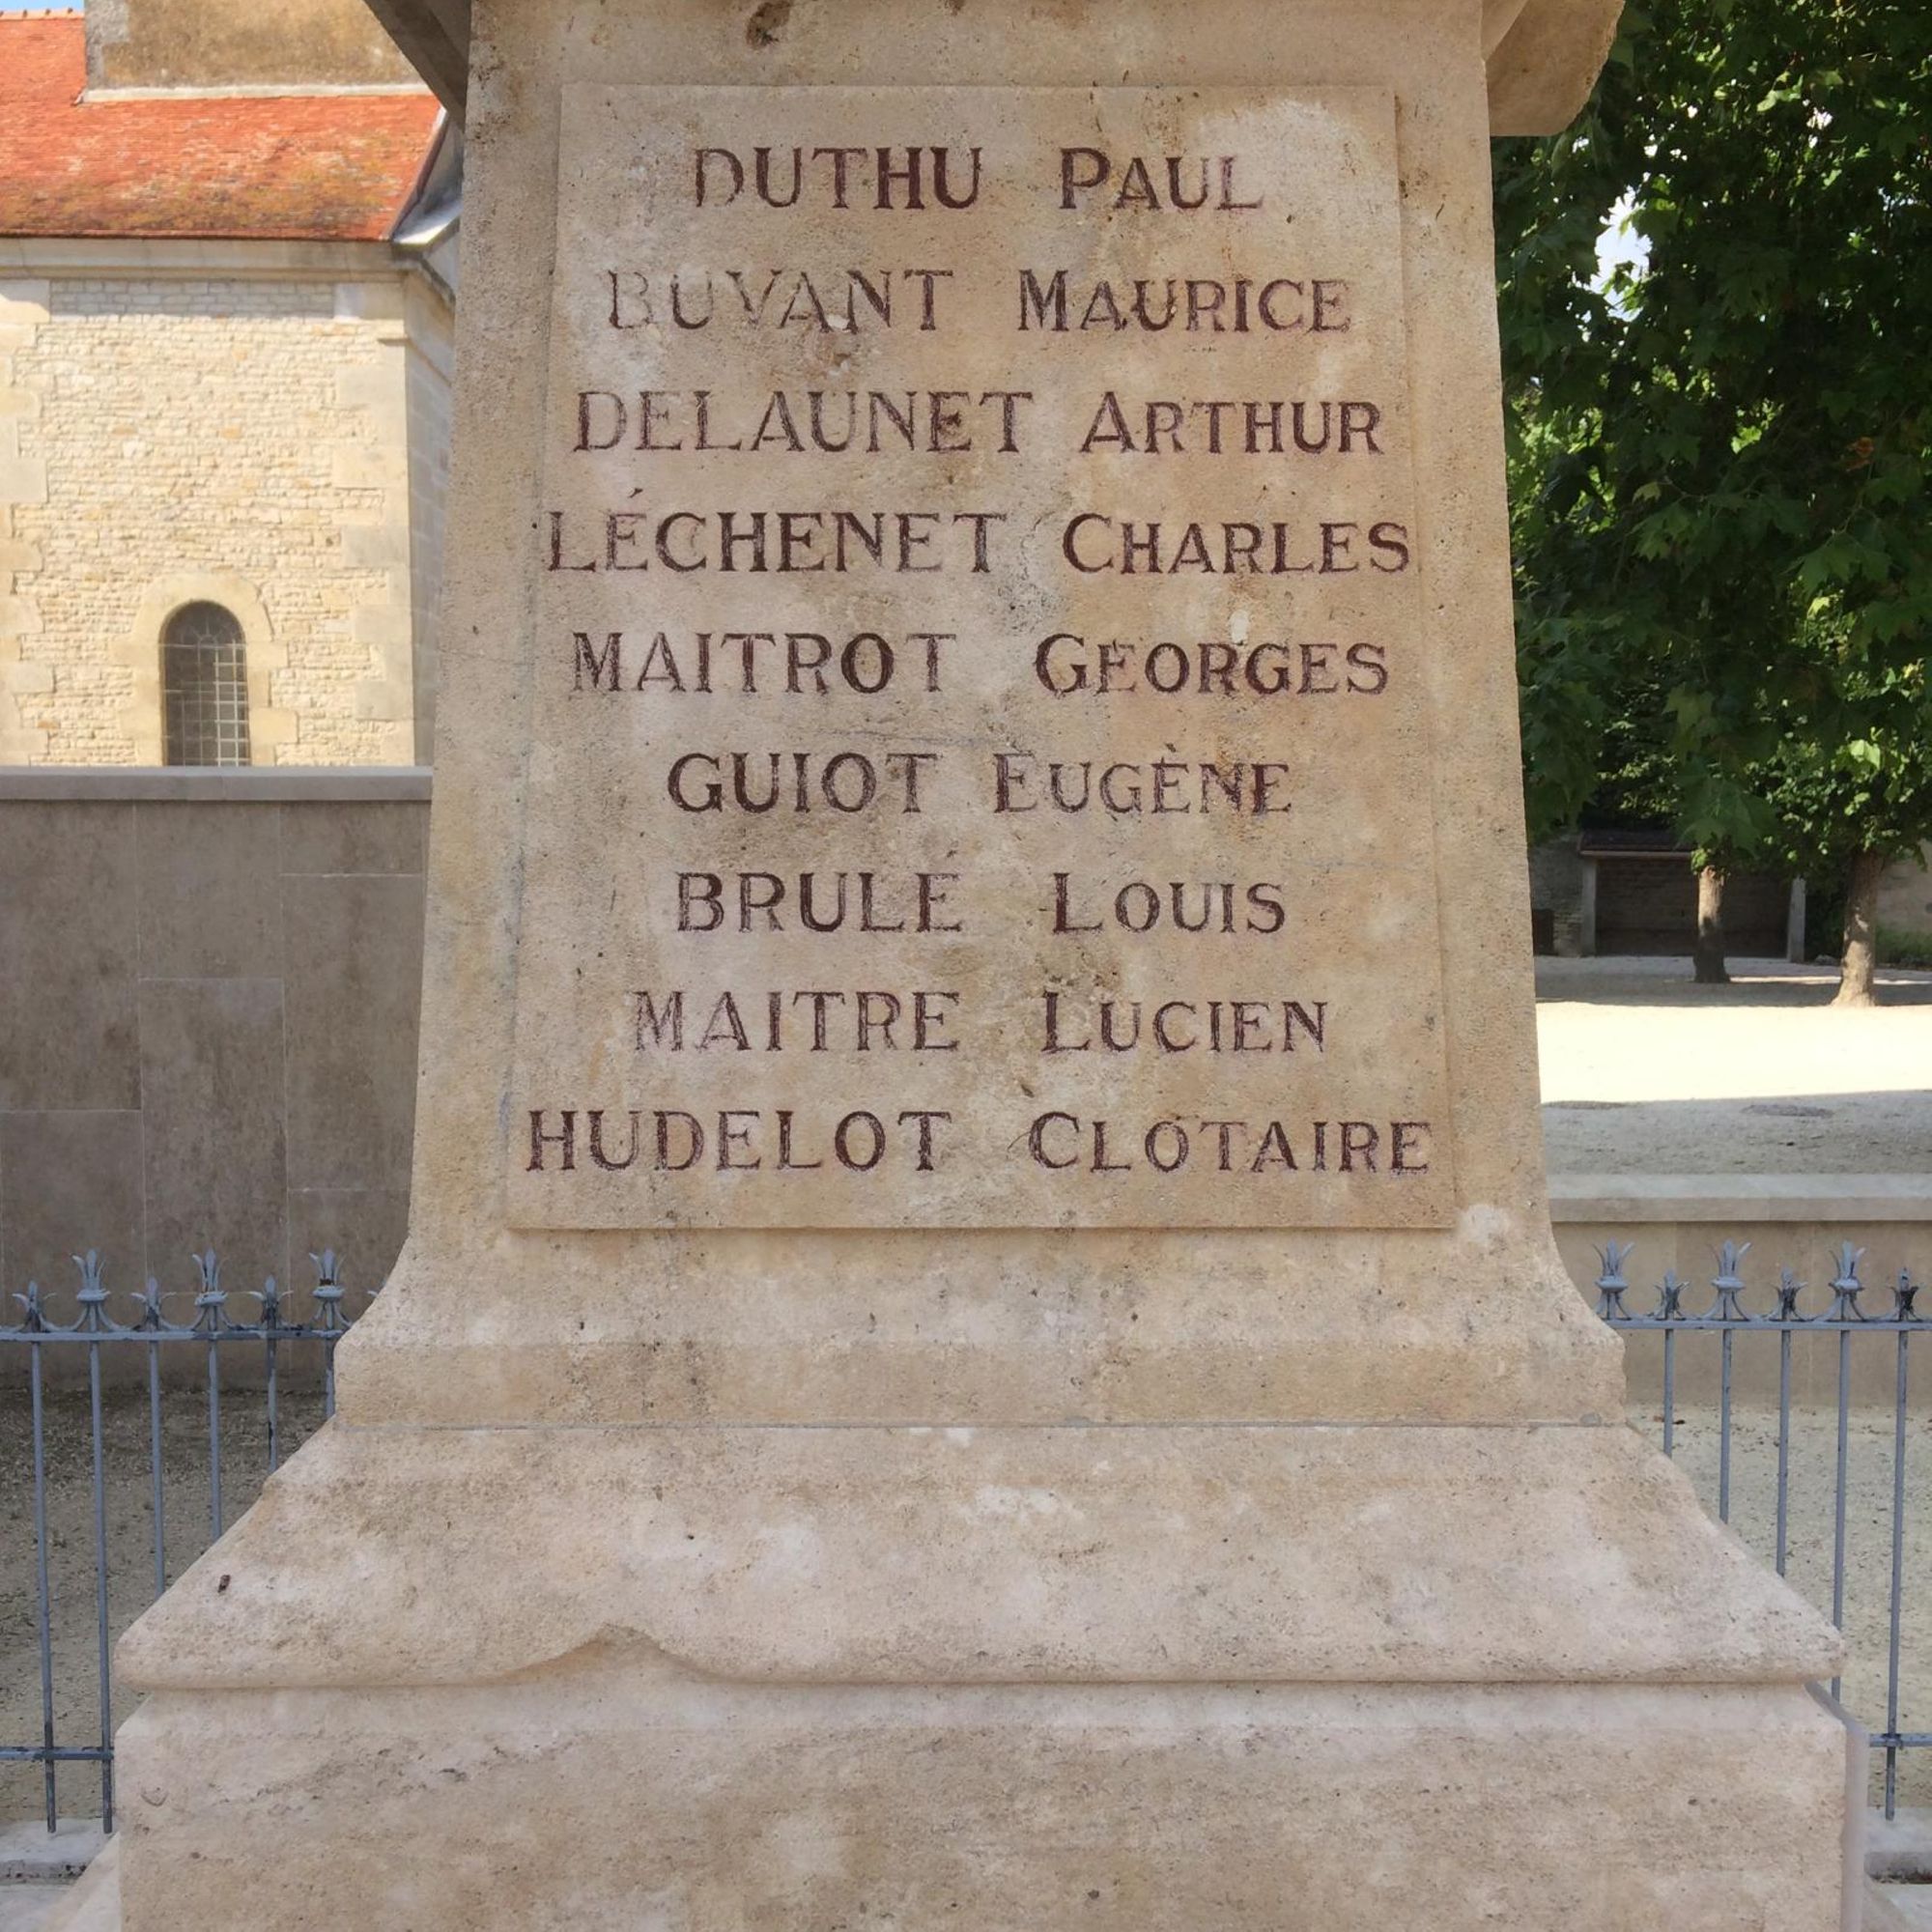 DUTHU PAUL
BUVANT MAURICE
DELAUNET ARTHUR
LÉCHENET CHARLES
MAITROT GEORGES
GUIOT EUGÈNE
BRULÉ LOUIS
MAITRE LUCIEN
HUDELOT CLOTAIRE